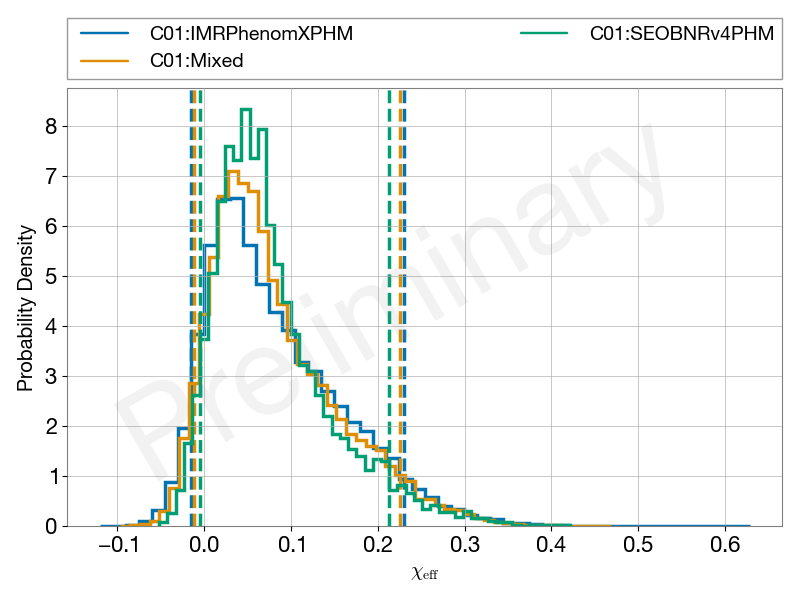 C01:IMRPhenomXPHM
C01:SEOBNRv4PHM
C01:Mixed
Preliminary
Probability Density
8
7
6
5
4
3
2
1
0
−0.1 0.0 0.1 0.2 0.3 0.4 0.5 0.6
χeff